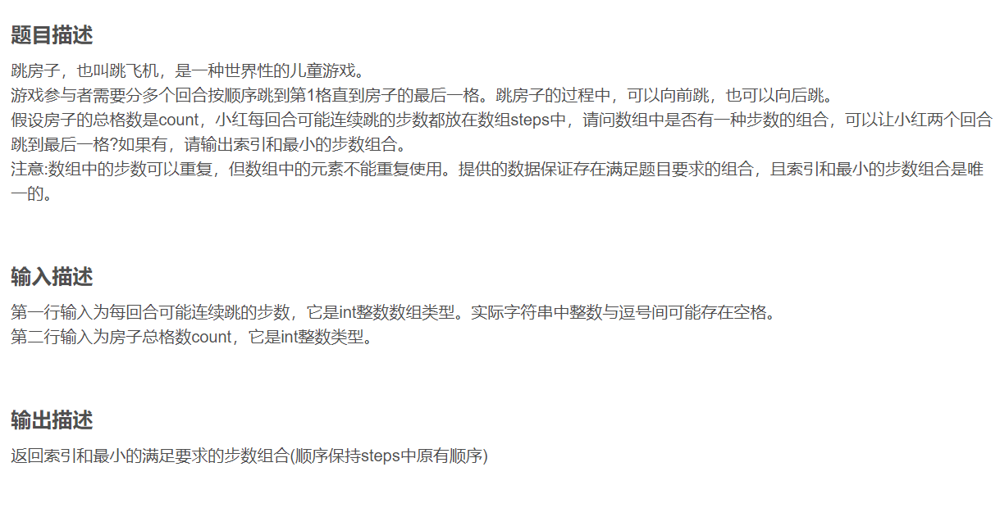 题目描述
跳房子，也叫跳飞机，是一种世界性的儿童游戏。
游戏参与者需要分多个回合按顺序跳到第1格直到房子的最后一格。跳房子的过程中，可以向前跳，也可以向后跳。
假设房子的总格数是count，小红每回合可能连续跳的步数都放在数组steps中，请问数组中是否有一种步数的组合，可以让小红两个回合
跳到最后一格?如果有，请输出索引和最小的步数组合。
注意:数组中的步数可以重复，但数组中的元素不能重复使用。提供的数据保证存在满足题目要求的组合，且索引和最小的步数组合是唯
一的。
输入描述
第一行输入为每回合可能连续跳的步数，它是int整数数组类型。实际字符串中整数与逗号间可能存在空格。
第二行输入为房子总格数count，它是int整数类型。
输出描述
返回索引和最小的满足要求的步数组合(顺序保持steps中原有顺序)